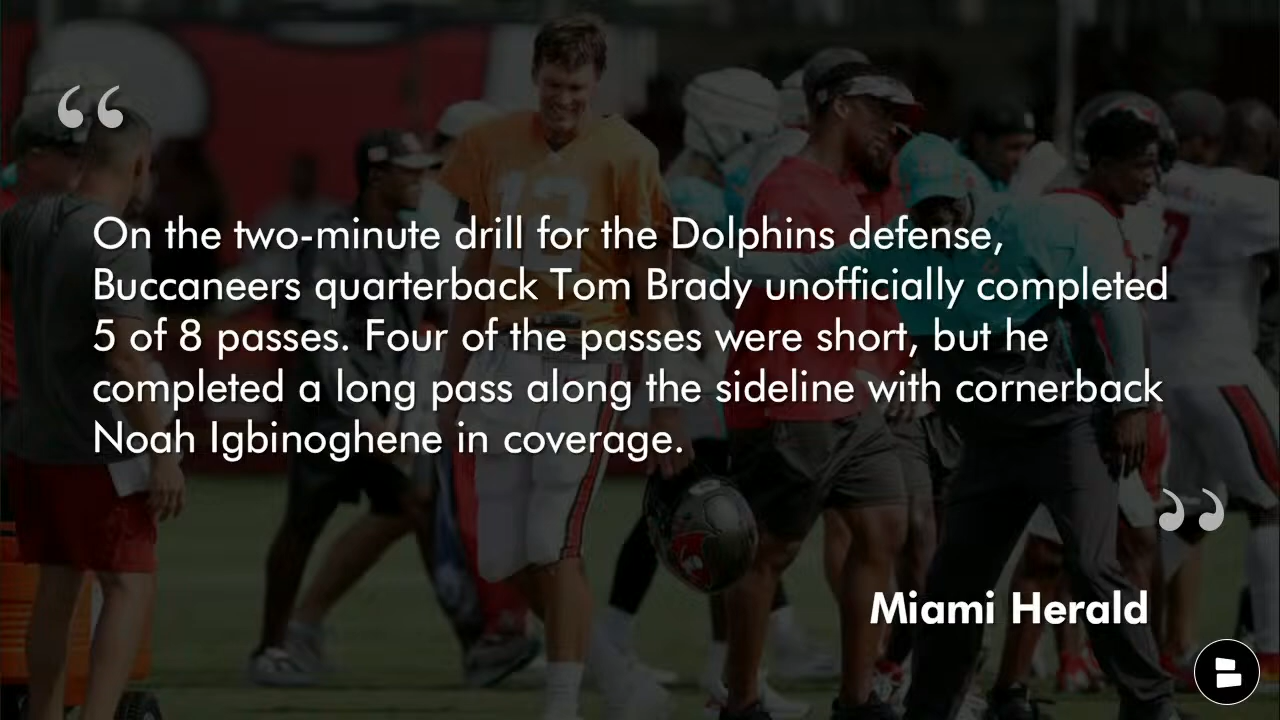 “
On the two-minute drill for the Dolphins defense,
Buccaneers quarterback Tom Brady unofficially completed
5 of 8 passes. Four of the passes were short, but he
completed a long pass along the sideline with cornerback
Noah Igbinoghene in coverage.
”
Miami Herald
12